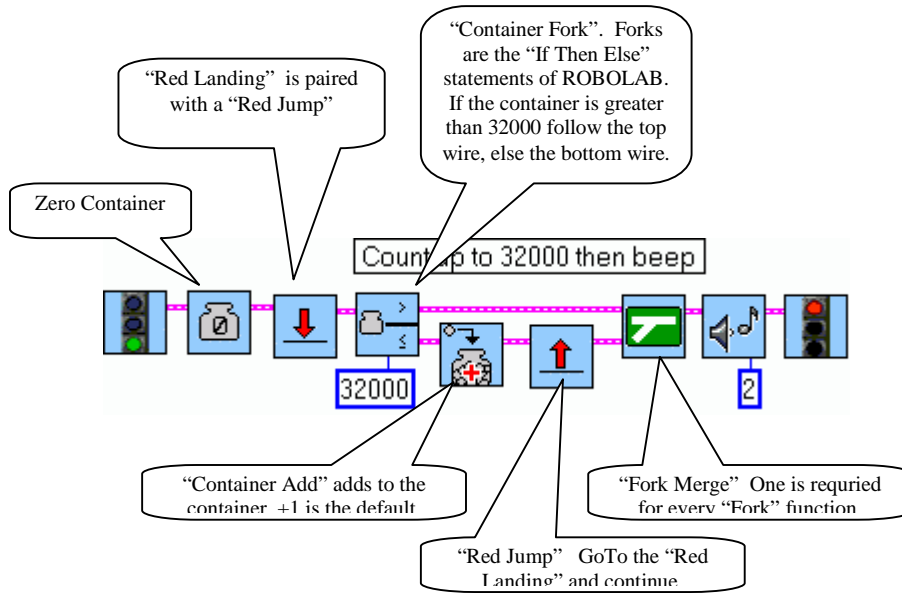 “Container Fork”. Forks
are the “If Then Else”
statements of ROBOLAB.
If the container is greater
than 32000 follow the top
wire, else the bottom wire.
“Red Landing” is paired
with a “Red Jump”
Zero Container
Count up to 32000 then beep
0
>
≤
32000
2
“Container Add” adds to the
container +1 is the default
“Fork Merge” One is requried
for every “Fork” function
“Red Jump” GoTo the “Red
Landing” and continue